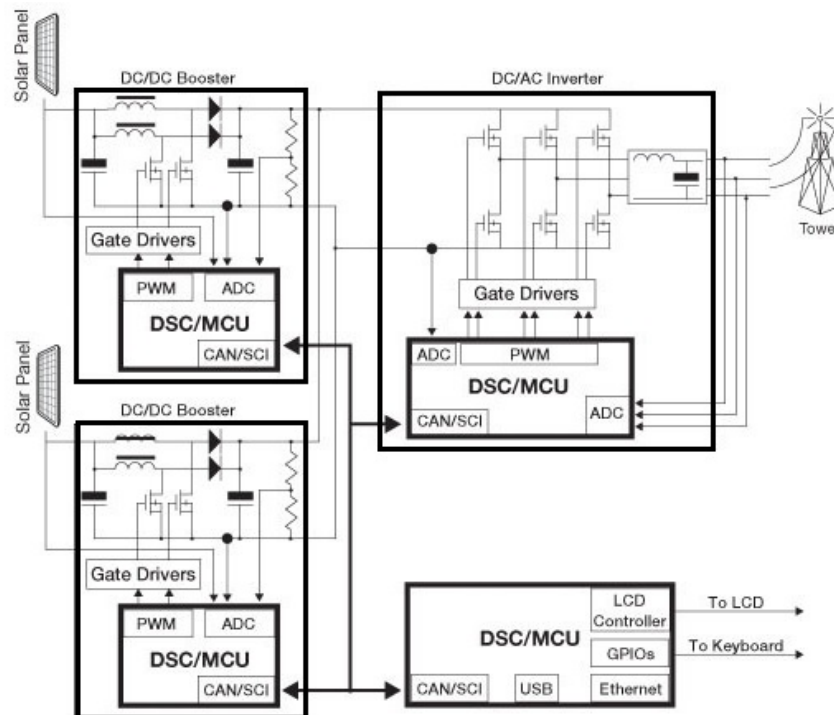 Solar Panel
DC/DC Booster
Gate Drivers
PWM
ADC
DSC/MCU
CAN/SCI
DC/AC Inverter
Gate Drivers
ADC
PWM
DSC/MCU
CAN/SCI
ADC
Tower
Solar Panel
DC/DC Booster
Gate Drivers
PWM
ADC
DSC/MCU
CAN/SCI
LCD
Controller
DSC/MCU
GPIOs
CAN/SCI
USB
Ethernet
To LCD
To Keyboard